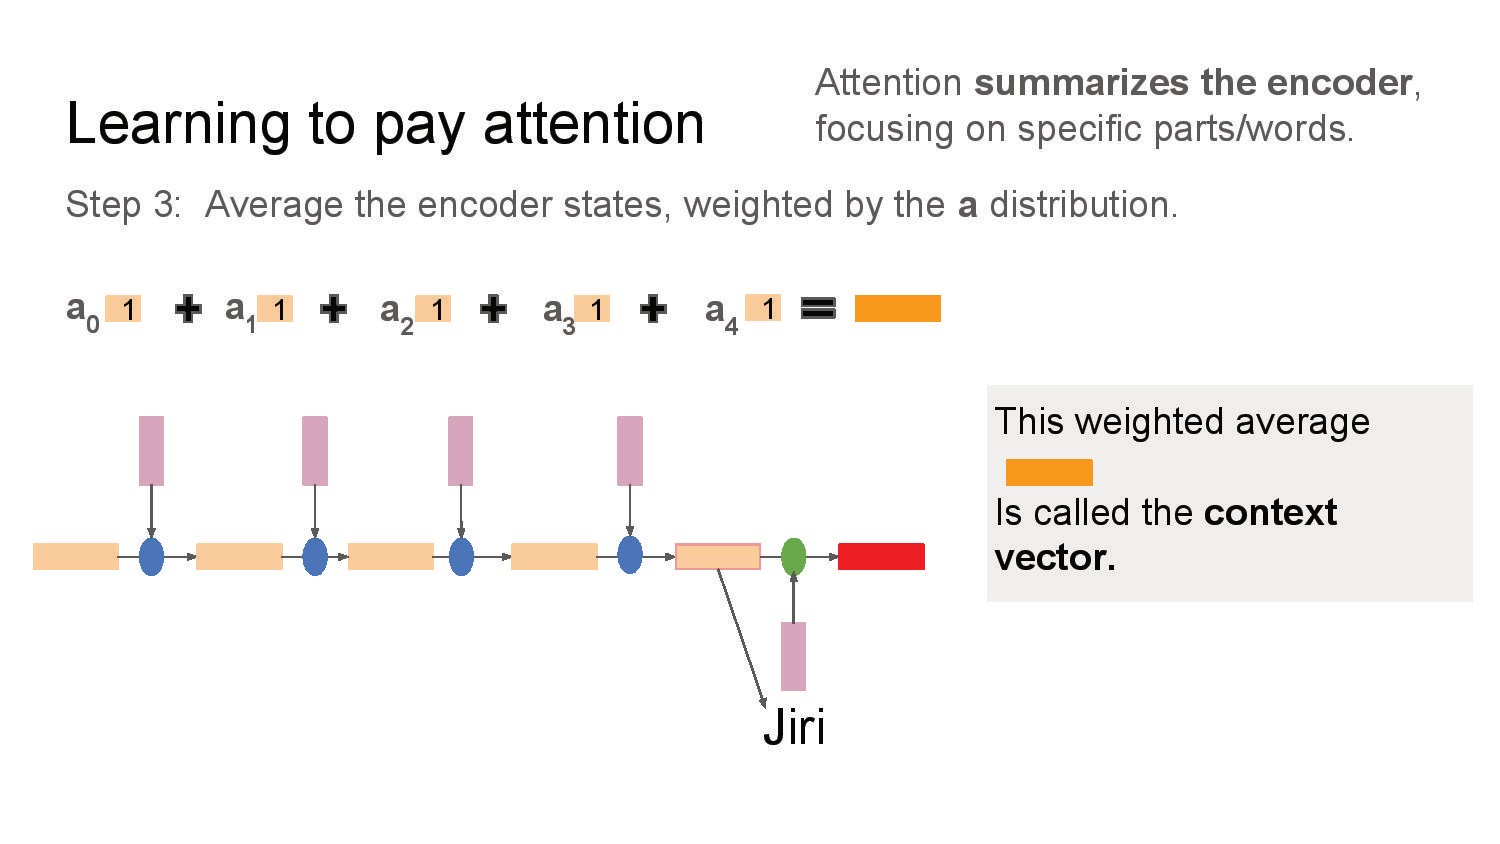 Attention summarizes the encoder,
focusing on specific parts/words.
Learning to pay attention
Step 3: Average the encoder states, weighted by the a distribution.
a0 1 + a1 1 + a2 1 + a3 1 + a4 1 =
This weighted average
Is called the context
vector.
Jiri